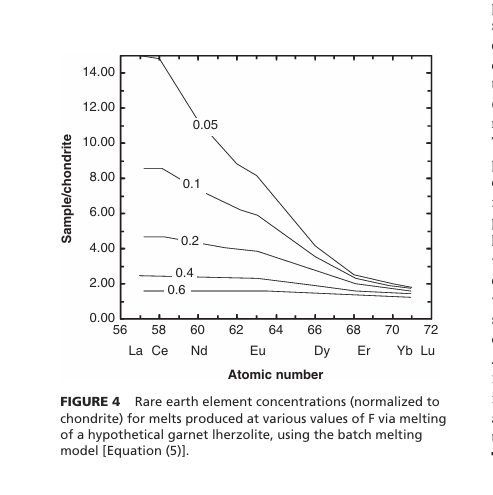 14.00
12.00
10.00
8.00
6.00
4.00
2.00
0.00
Sample/chondrite
0.05
0.1
0.2
0.4
0.6
56 58 60 62 64 66 68 70 72
La Ce Nd Eu Dy Er Yb Lu
Atomic number
FIGURE 4 Rare earth element concentrations (normalized to
chondrite) for melts produced at various values of F via melting
of a hypothetical garnet lherzolite, using the batch melting
model [Equation (5)].